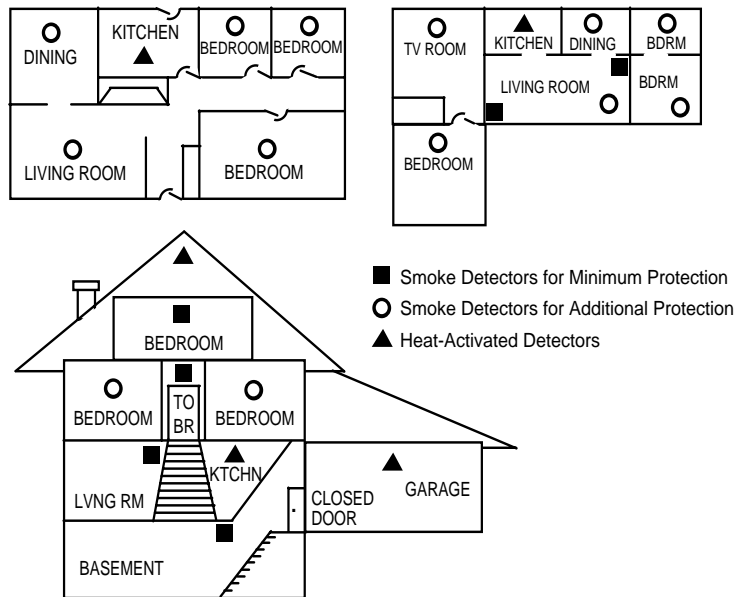 DINING
KITCHEN
BEDROOM
BEDROOM
LIVING ROOM
BEDROOM
TV ROOM
KITCHEN
DINING
BDRM
LIVING ROOM
BDRM
BEDROOM
Smoke Detectors for Minimum Protection
Smoke Detectors for Additional Protection
Heat-Activated Detectors
BEDROOM
BEDROOM
TO
BR
BEDROOM
LVNG RM
KTCHN
CLOSED
DOOR
GARAGE
BASEMENT